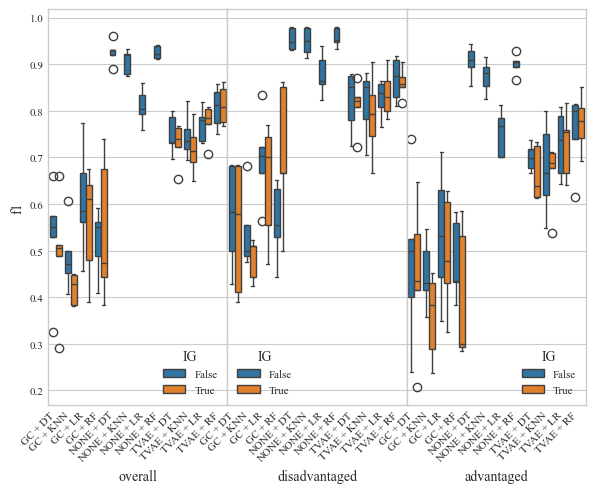 1.0
0.9
0.8
0.7
0.6
0.5
0.4
0.3
0.2
f1
IG
False
True
IG
False
True
IG
False
True
GC + DT
GC + KNN
GC + LR
GC + RF
NONE + DT
NONE + KNN
NONE + LR
NONE + RF
TVAE + DT
TVAE + KNN
TVAE + LR
TVAE + RF
GC + DT
GC + KNN
GC + LR
GC + RF
NONE + DT
NONE + KNN
NONE + LR
NONE + RF
TVAE + DT
TVAE + KNN
TVAE + LR
TVAE + RF
GC + DT
GC + KNN
GC + LR
GC + RF
NONE + DT
NONE + KNN
NONE + LR
NONE + RF
TVAE + DT
TVAE + KNN
TVAE + LR
TVAE + RF
overall
disadvantaged
advantaged